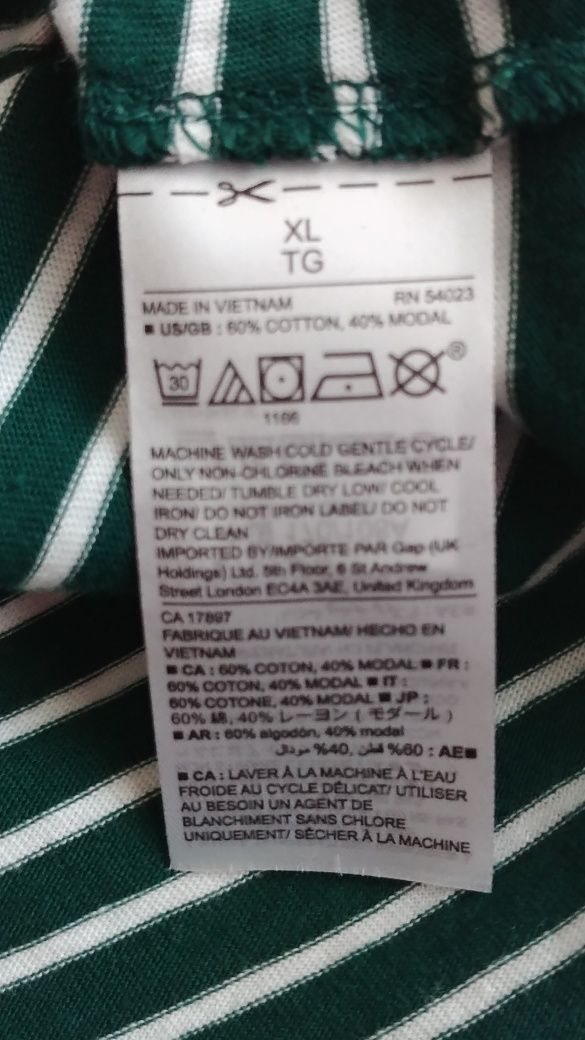 XL
TG
MADE IN VIETNAM RN 54023
■ US/GB : 60% COTTON, 40% MODAL
30
®
1166
MACHINE WASH COLD GENTLE CYCLE/
ONLY NON-CHLORINE BLEACH WHEN
NEEDED/ TUMBLE DRY LOW/ COOL
IRON/ DO NOT IRON LABEL/ DO NOT
DRY CLEAN
IMPORTED BY/IMPORTE PAR Gap (UK
Holdings) Ltd. 5th Floor, 6 St Andrew
Street London EC4A 3AE, United Kingdom
CA 17897
FABRIQUE AU VIETNAM/ HECHO EN
VIETNAM
■ CA : 60% COTON, 40% MODAL ■ FR :
60% COTON, 40% MODAL ■ IT :
60% COTONE, 40% MODAL ■ JP :
60% 綿, 40% レーヨン ( モダール )
■ AR : 60% algodón, 40% modal
■AE : 60% قطن, 40% مودال
■ CA : LAVER À LA MACHINE À L'EAU
FROIDE AU CYCLE DÉLICAT/ UTILISER
AU BESOIN UN AGENT DE
BLANCHIMENT SANS CHLORE
UNIQUEMENT/ SÉCHER À LA MACHINE